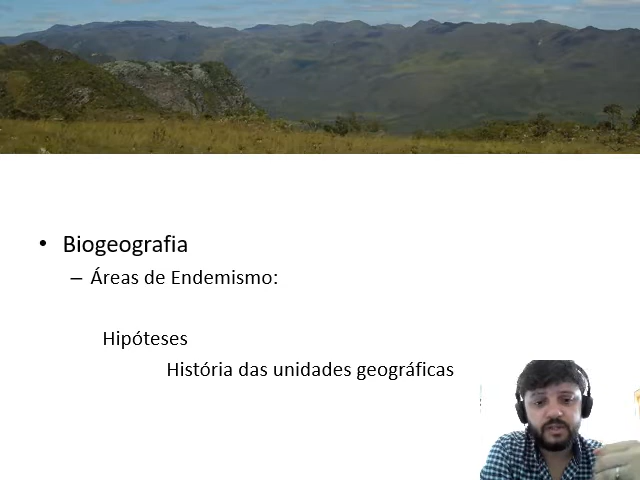 • Biogeografia
– Áreas de Endemismo:
Hipóteses
História das unidades geográficas